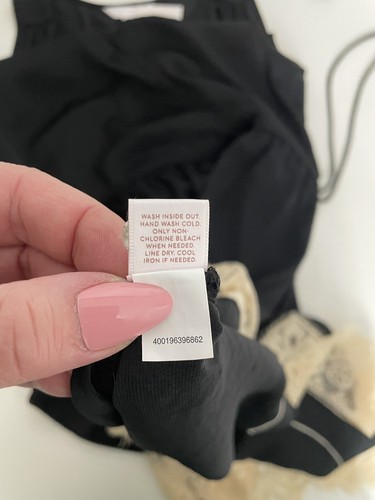 WASH INSIDE OUT.
HAND WASH COLD.
ONLY NON-
CHLORINE BLEACH
WHEN NEEDED.
LINE DRY. COOL
IRON IF NEEDED.
400196396862